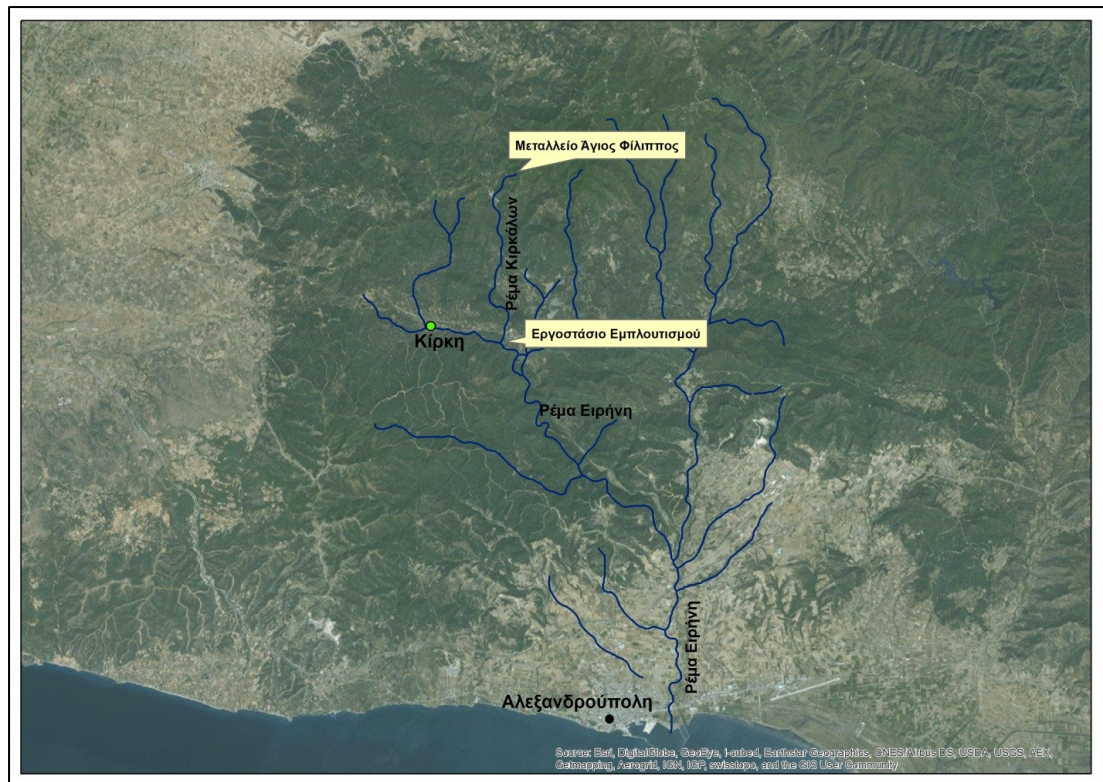 Μεταλλείο Άγιος Φίλιππος
Ρέμα Κιρκάλων
Εργοστάσιο Εμπλουτισμού
Κίρκη
Ρέμα Ειρήνη
Ρέμα Ειρήνη
Αλεξανδρούπολη
Source: Esri, DigitalGlobe, GeoEye, i-cubed, Earthstar Geographics, CNES/Airbus DS, USDA, USGS, AEX,
Getmapping, Aerogrid, IGN, IGP, swisstopo, and the GIS User Community